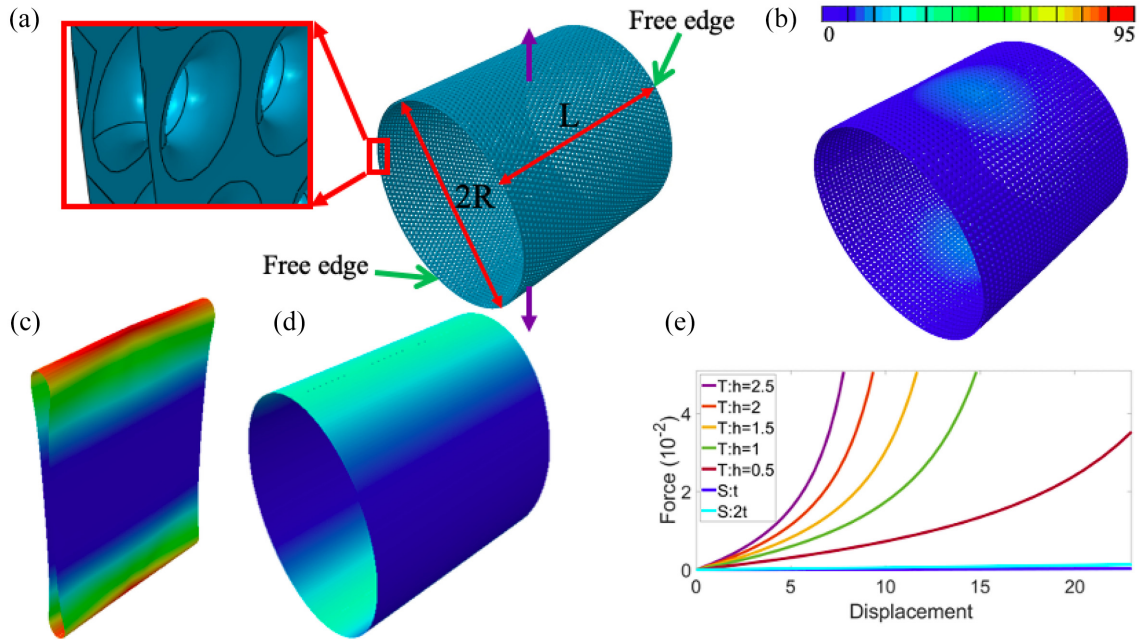 (a)
Free edge
L
2R
Free edge
(b)
0 95
(c)
(d)
(e)
T:h=2.5
T:h=2
T:h=1.5
T:h=1
T:h=0.5
S:t
S:2t
Force (10⁻²)
4
2
0
0 5 10 15 20
Displacement